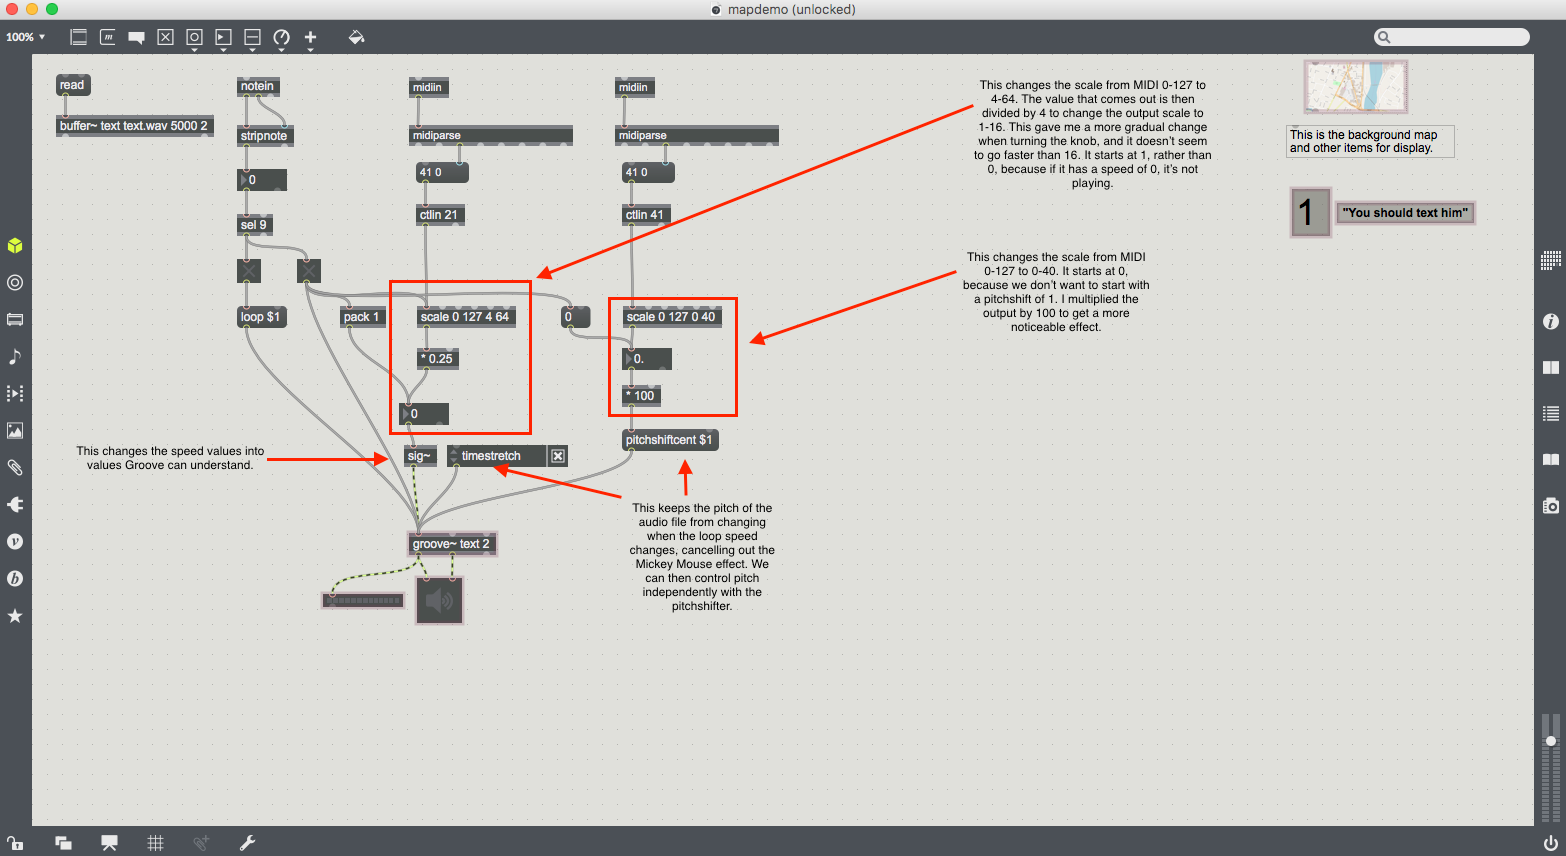 mapdemo (unlocked)
100%
read
buffer~ text text.wav 5000 2
notein
stripnote
0
sel 9
loop $1
pack 1
midiin
midiparse
41 0
ctlin 21
scale 0 127 4 64
* 0.25
0
sig~
timestretch
groove~ text 2
midiin
midiparse
41 0
ctlin 41
0
scale 0 127 0 40
0.
* 100
pitchshiftcent $1
This changes the speed values into
values Groove can understand.
This keeps the pitch of the
audio file from changing
when the loop speed
changes, cancelling out the
Mickey Mouse effect. We
can then control pitch
independently with the
pitchshifter.
This changes the scale from MIDI 0-127 to
4-64. The value that comes out is then
divided by 4 to change the output scale to
1-16. This gave me a more gradual change
when turning the knob, and it doesn't seem
to go faster than 16. It starts at 1, rather than
0, because if it has a speed of 0, it's not
playing.
This changes the scale from MIDI
0-127 to 0-40. It starts at 0,
because we don't want to start with
a pitchshift of 1. I multiplied the
output by 100 to get a more
noticeable effect.
This is the background map
and other items for display.
1
"You should text him"